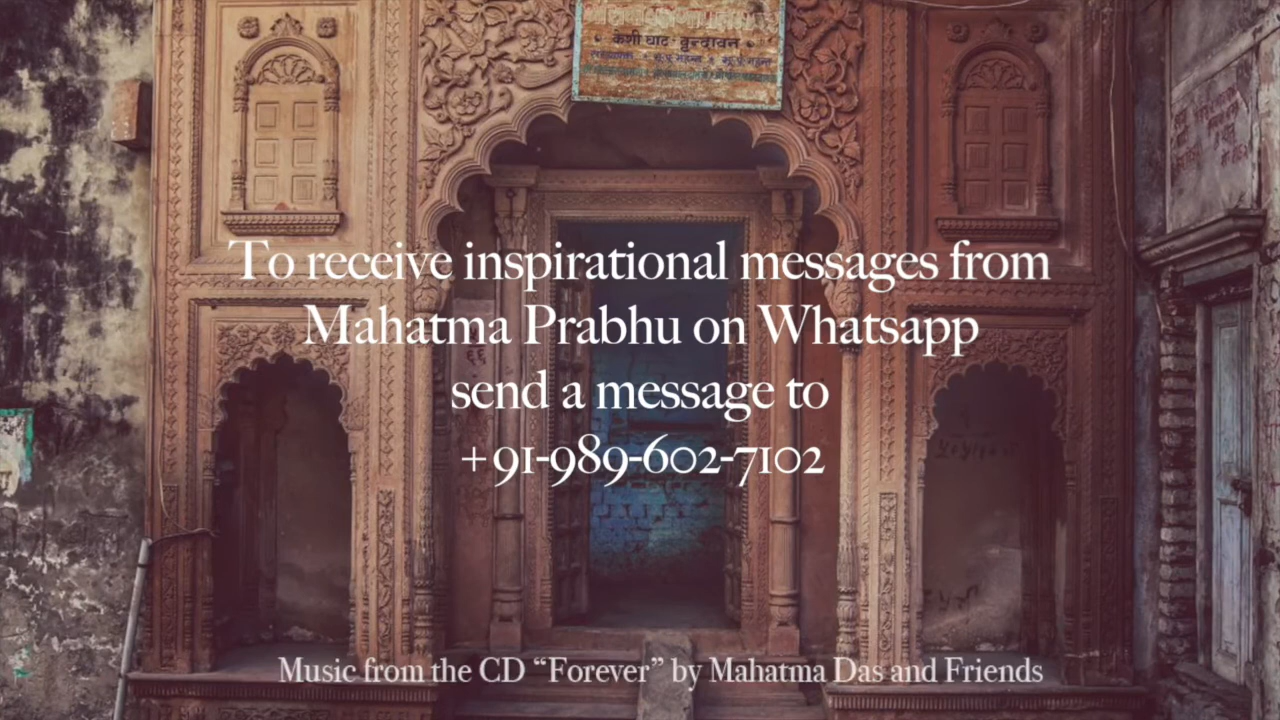 केशी घाट - वृन्दावन
To receive inspirational messages from
Mahatma Prabhu on Whatsapp
send a message to
+91-989-602-7102
Music from the CD “Forever” by Mahatma Das and Friends